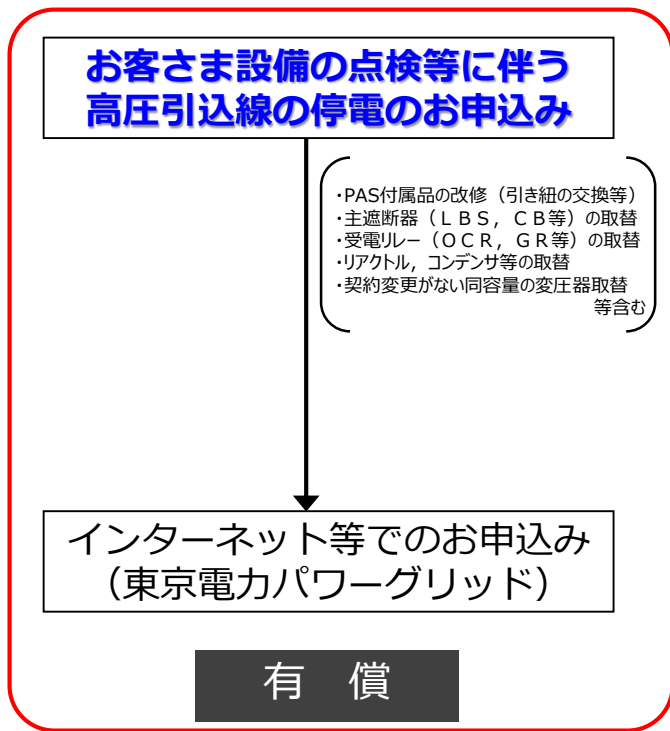 お客さま設備の点検等に伴う
高圧引込線の停電のお申込み
・PAS付属品の改修（引き紐の交換等）
・主遮断器（ＬＢＳ，ＣＢ等）の取替
・受電リレー（ＯＣＲ，ＧＲ等）の取替
・リアクトル，コンデンサ等の取替
・契約変更がない同容量の変圧器取替
等含む
インターネット等でのお申込み
（東京電力パワーグリッド）
有　償